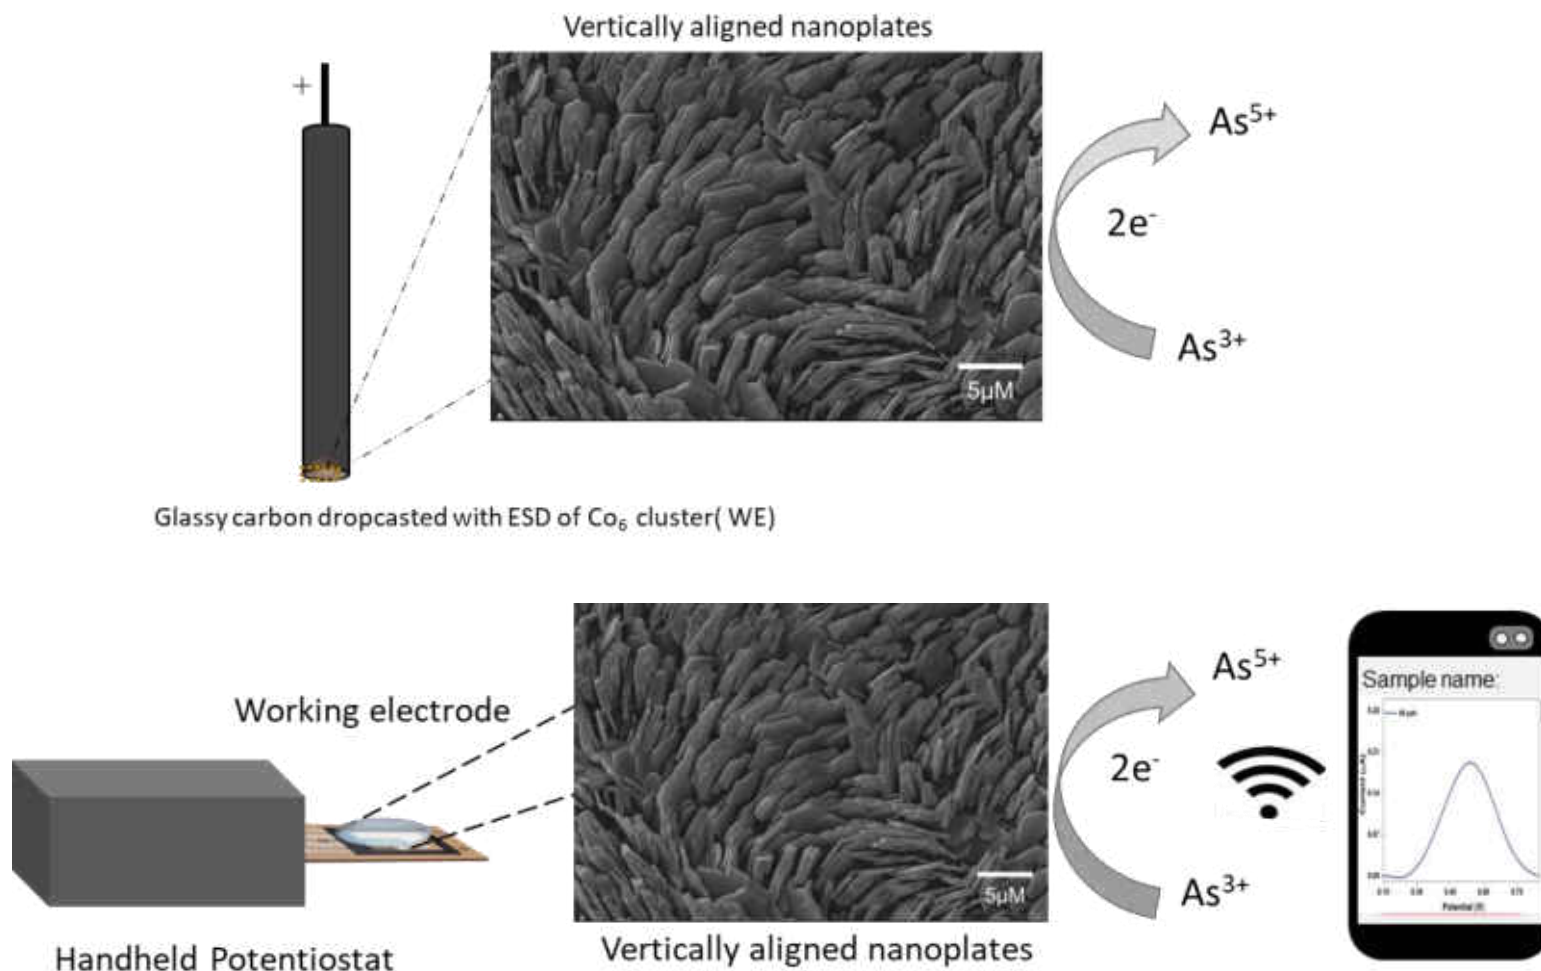 Vertically aligned nanoplates
+
As⁵⁺
2e⁻
As³⁺
5µM
Glassy carbon dropcasted with ESD of Co₆ cluster( WE)
As⁵⁺
Sample name:
Working electrode
2e⁻
As³⁺
5µM
Potential (V)
Vertically aligned nanoplates
Handheld Potentiostat